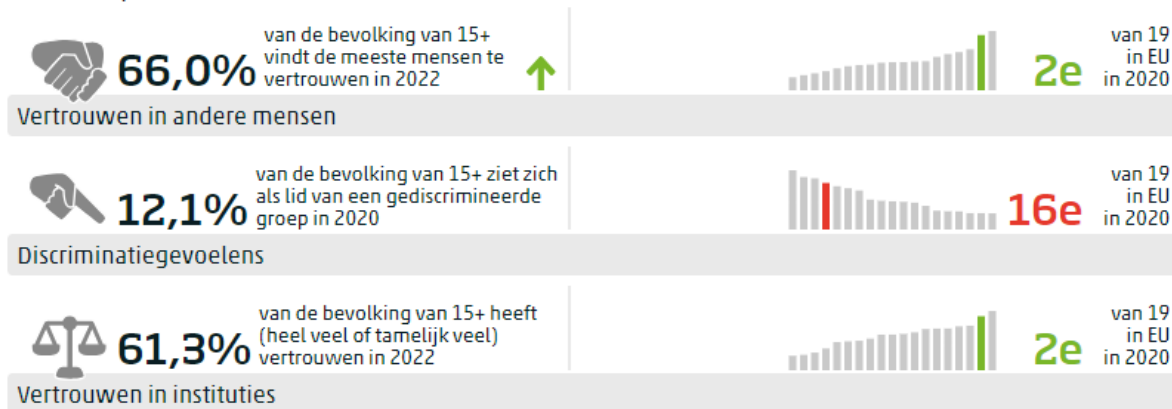 66,0%
van de bevolking van 15+
vindt de meeste mensen te
vertrouwen in 2022
2e
van 19
in EU
in 2020
Vertrouwen in andere mensen
12,1%
van de bevolking van 15+ ziet zich
als lid van een gediscrimineerde
groep in 2020
16e
van 19
in EU
in 2020
Discriminatiegevoelens
61,3%
van de bevolking van 15+ heeft
(heel veel of tamelijk veel)
vertrouwen in 2022
2e
van 19
in EU
in 2020
Vertrouwen in instituties